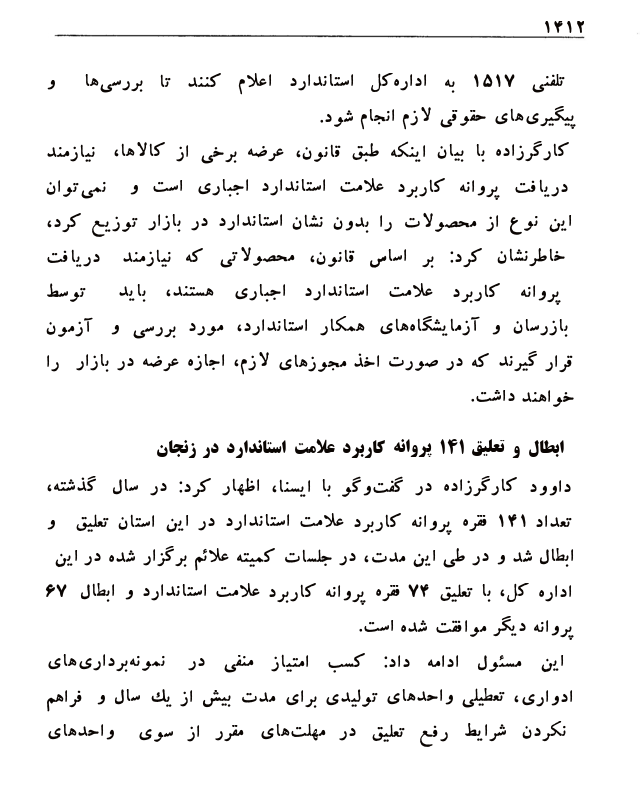 ۱۴۱۲
تلفنی ۱۵۱۷ به اداره‌کل استاندارد اعلام کنند تا بررسی‌ها و
پیگیری‌های حقوقی لازم انجام شود.
کارگرزاده با بیان اینکه طبق قانون، عرضه برخی از کالاها، نیازمند
دریافت پروانه کاربرد علامت استاندارد اجباری است و نمی‌توان
این نوع از محصولات را بدون نشان استاندارد در بازار توزیع کرد،
خاطرنشان کرد: بر اساس قانون، محصولاتی که نیازمند دریافت
پروانه کاربرد علامت استاندارد اجباری هستند، باید توسط
بازرسان و آزمایشگاه‌های همکار استاندارد، مورد بررسی و آزمون
قرار گیرند که در صورت اخذ مجوزهای لازم، اجازه عرضه در بازار را
خواهند داشت.
ابطال و تعلیق ۱۴۱ پروانه کاربرد علامت استاندارد در زنجان
داوود کارگرزاده در گفت‌وگو با ایسنا، اظهار کرد: در سال گذشته،
تعداد ۱۴۱ فقره پروانه کاربرد علامت استاندارد در این استان تعلیق و
ابطال شد و در طی این مدت، در جلسات کمیته علائم برگزار شده در این
اداره کل، با تعلیق ۷۴ فقره پروانه کاربرد علامت استاندارد و ابطال ۶۷
پروانه دیگر موافقت شده است.
این مسئول ادامه داد: کسب امتیاز منفی در نمونه‌برداری‌های
ادواری، تعطیلی واحدهای تولیدی برای مدت بیش از یك سال و فراهم
نکردن شرایط رفع تعلیق در مهلت‌های مقرر از سوی واحدهای